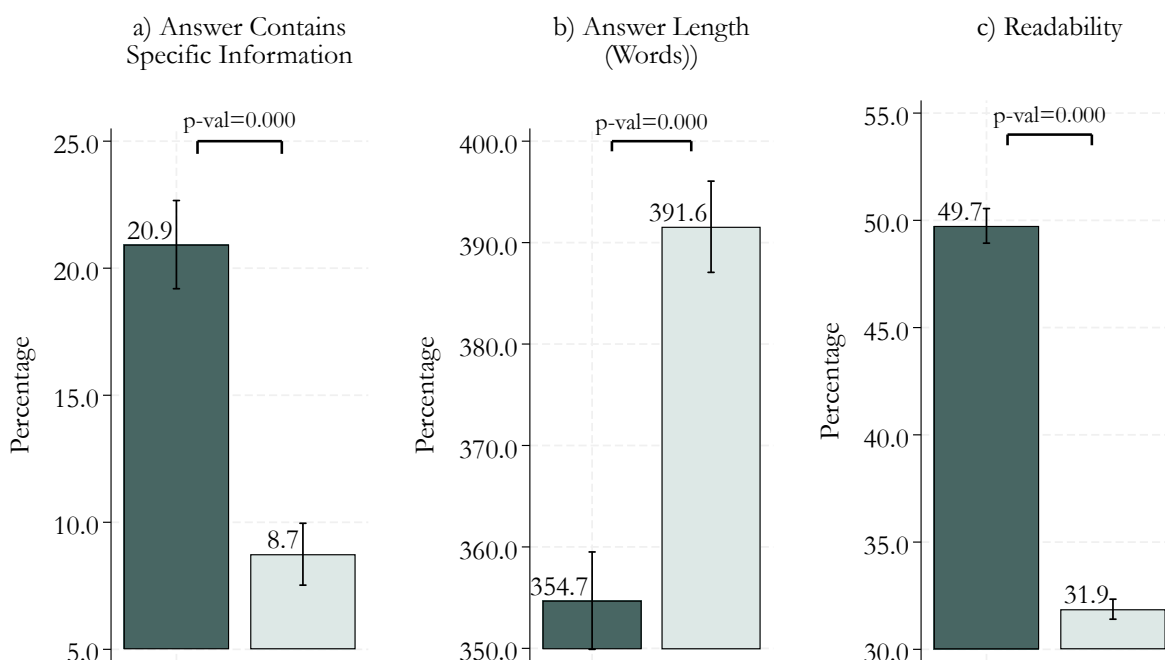 a) Answer Contains
Specific Information
p-val=0.000
Percentage
25.0
20.0
15.0
10.0
5.0
20.9
8.7
b) Answer Length
(Words))
p-val=0.000
Percentage
400.0
390.0
380.0
370.0
360.0
350.0
354.7
391.6
c) Readability
p-val=0.000
Percentage
55.0
50.0
45.0
40.0
35.0
30.0
49.7
31.9